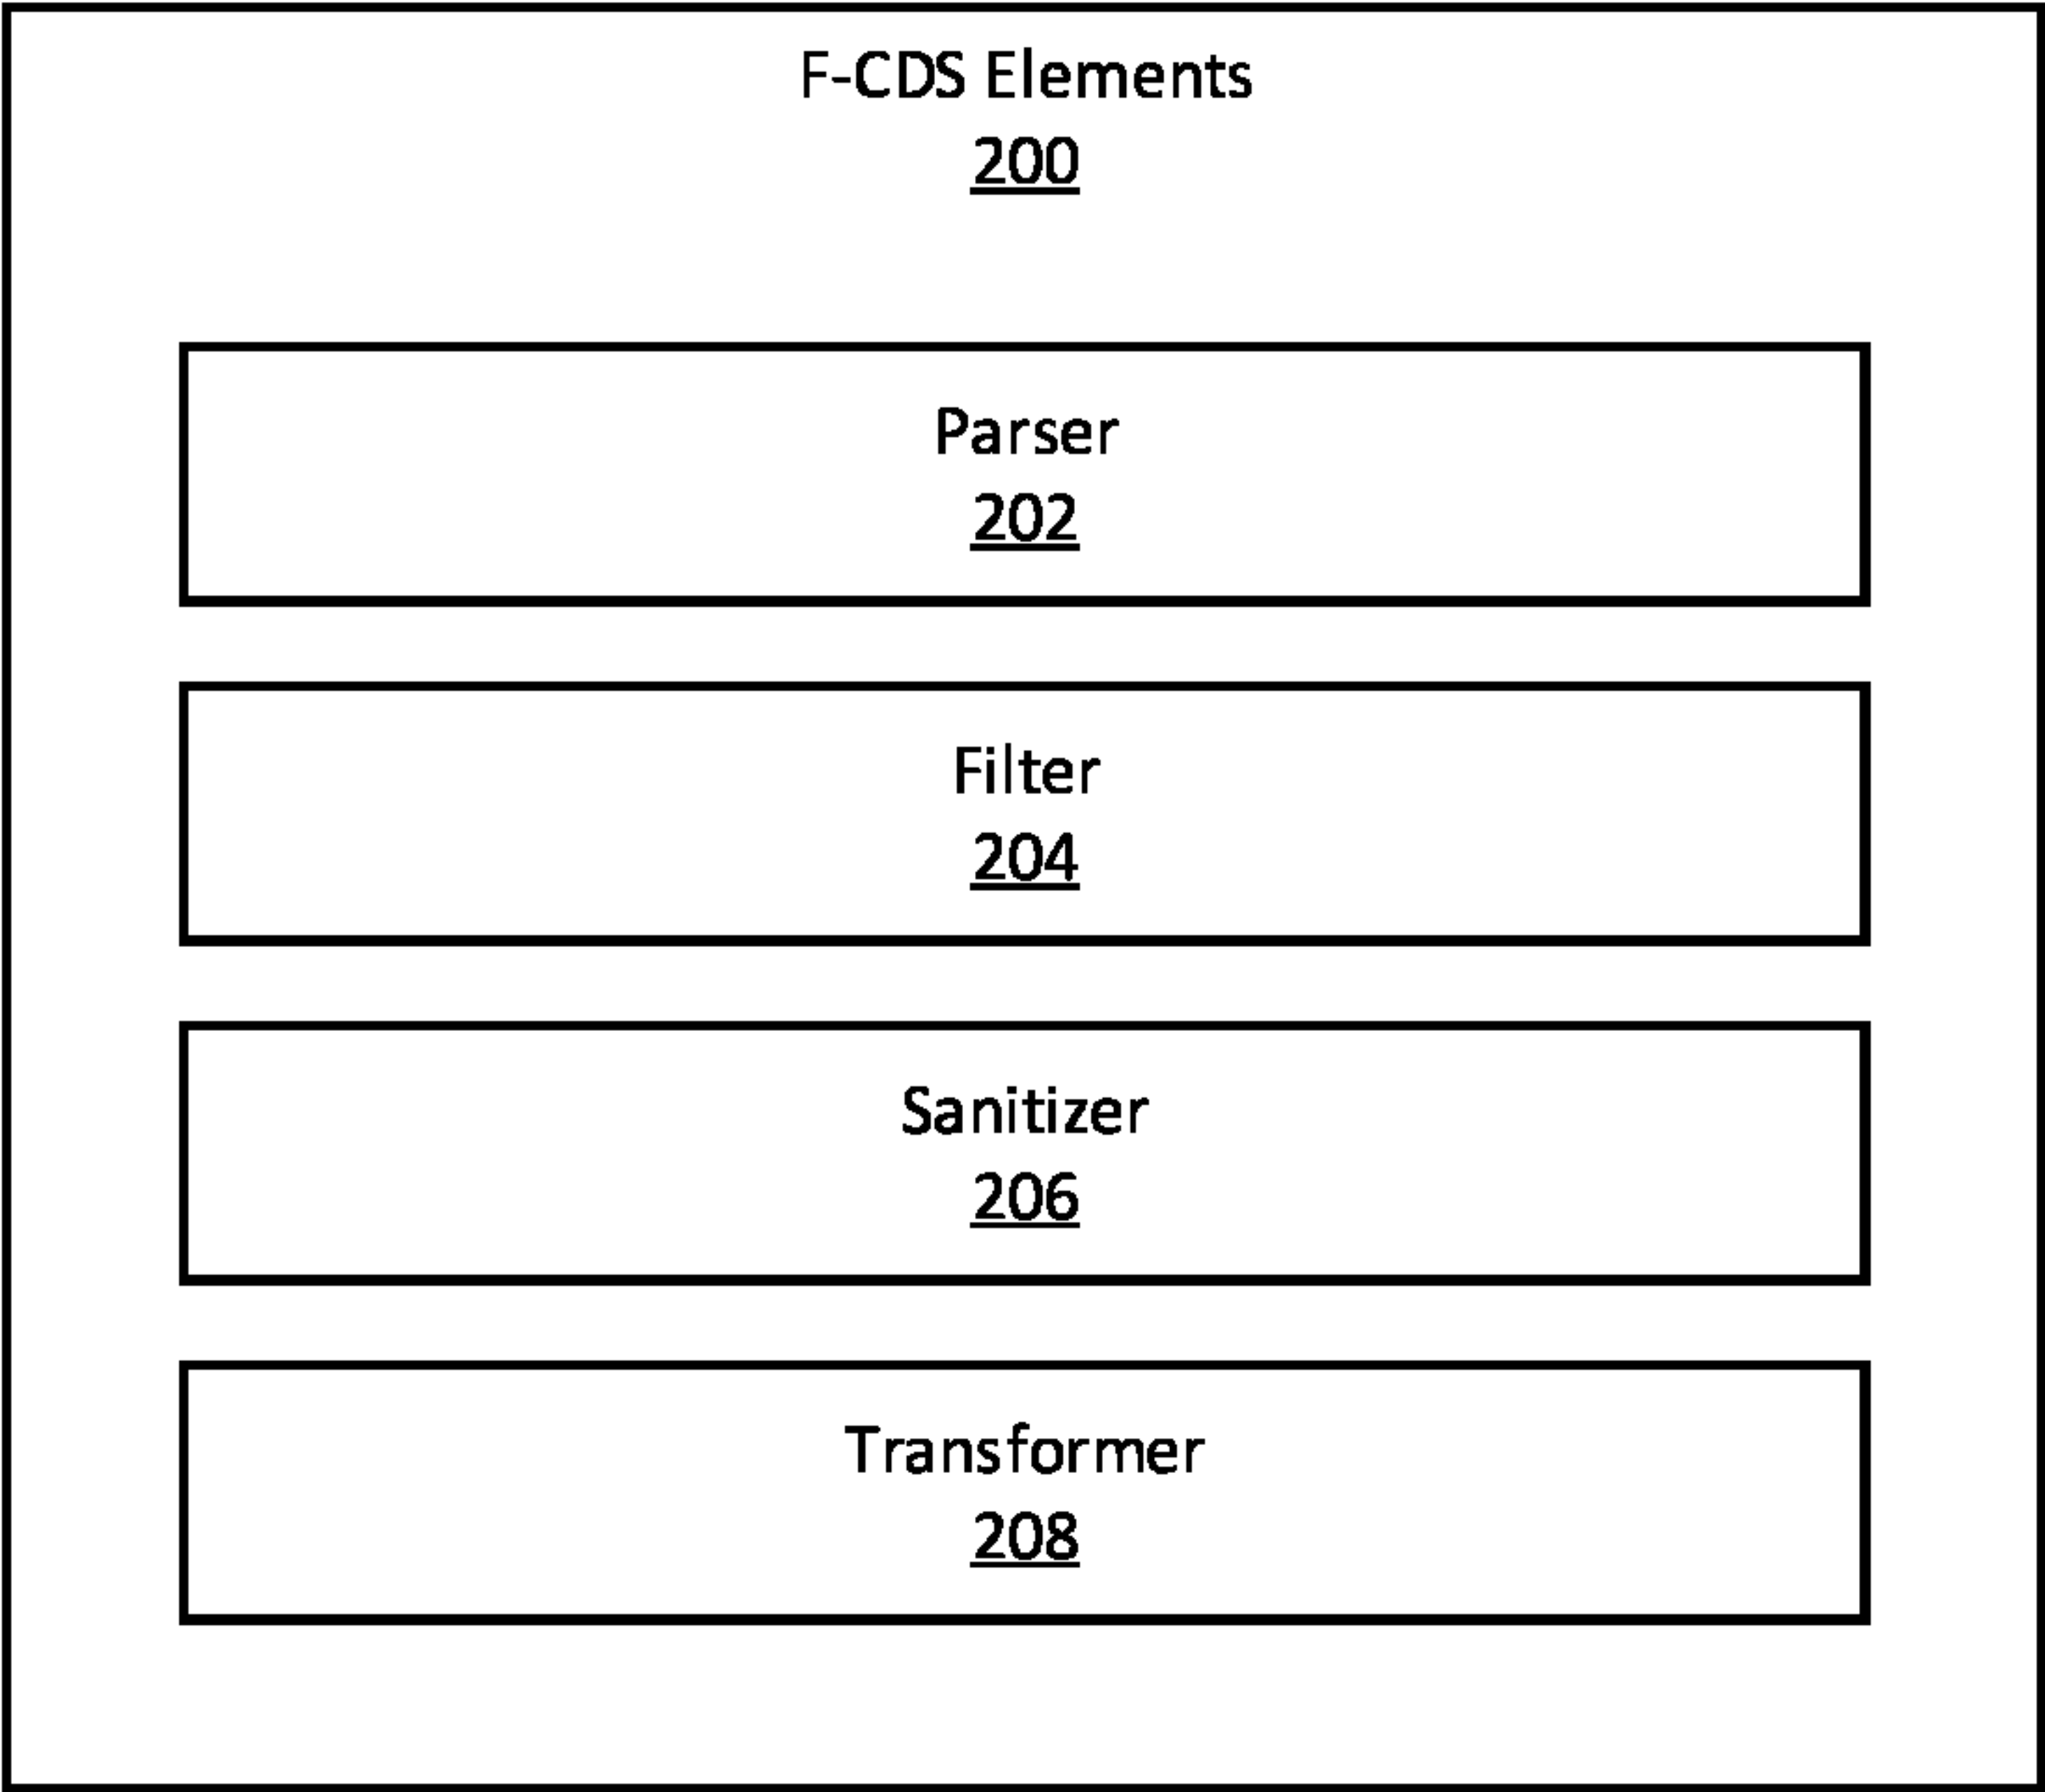 F-CDS Elements
200
Parser
202
Filter
204
Sanitizer
206
Transformer
208